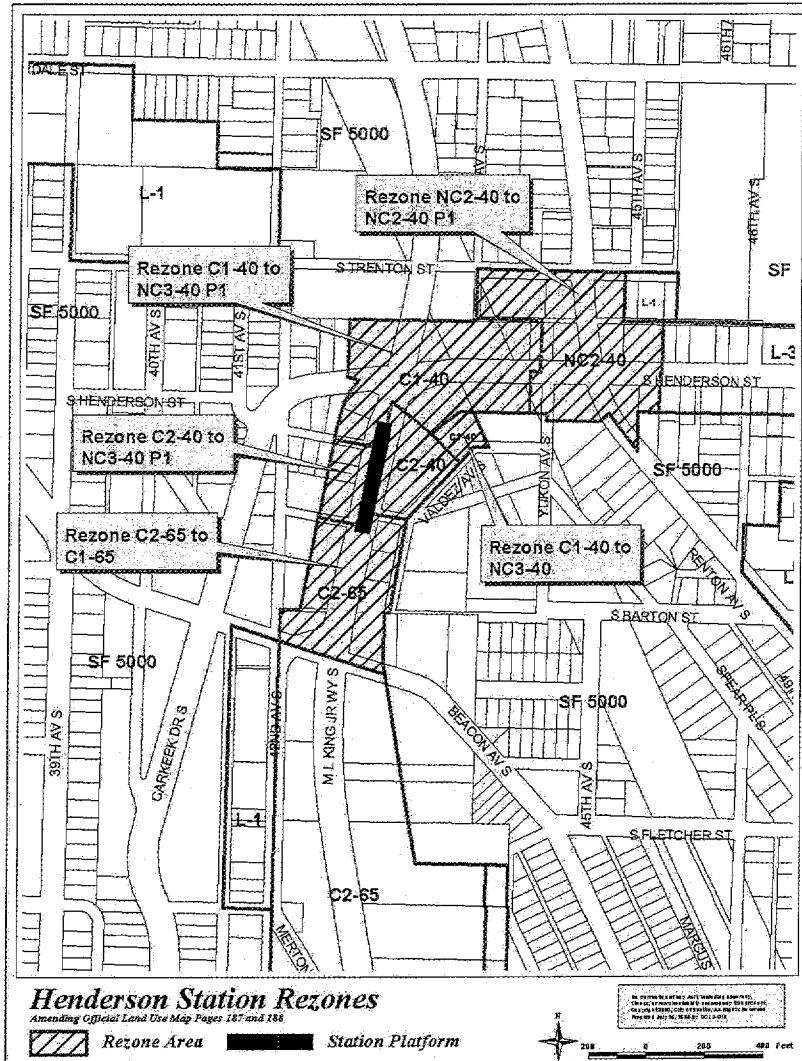 46TH?
DALE ST
SF 5000
L-1
Rezone NC2-40 to
NC2-40 P1
AV S
45TH AV S
46TH AV S
Rezone C1-40 to
NC3-40 P1
S TRENTON ST
SF
L-1
SF 5000
40TH AV S
41ST AV S
L-3
C1-40
NC2-40
S HENDERSON ST
S HENDERSON ST
Rezone C2-40 to
NC3-40 P1
C1-40
C2-40
SF 5000
VALDEZ AV S
YUKON AV S
Rezone C2-65 to
C1-65
Rezone C1-40 to
NC3-40.
RENTON AV S
C2-65
S BARTON ST
SF 5000
SF 5000
SPEAR PL S
39TH AV S
CARKEEK DR S
42ND AV S
M L KING JR WY S
BEACON AV S
45TH AV S
L-1
S FLETCHER ST
C2-65
MERTON
MARCUS
Henderson Station Rezones
Amending Official Land Use Map Pages 187 and 188
Rezone Area
Station Platform
N
200 0 200 400 Feet